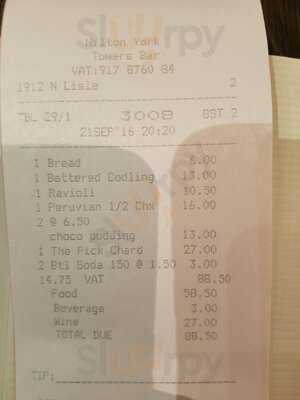 Sluurpy
Hilton York
Towers Bar
VAT:917 8760 84
1912 N Lisle 2
TBL 29/1 3008 GST 2
21SEP'16 20:20
1 Bread 6.00
1 Battered Codling 13.00
1 Ravioli 10.50
1 Peruvian 1/2 Chx 16.00
2 @ 6.50
choco pudding 13.00
1 The Pick Chard 27.00
2 Btl Soda 150 @ 1.50 3.00
14.75 VAT 88.50
Food 58.50
Beverage 3.00
Wine 27.00
TOTAL DUE 88.50
TIP:
Sluurpy